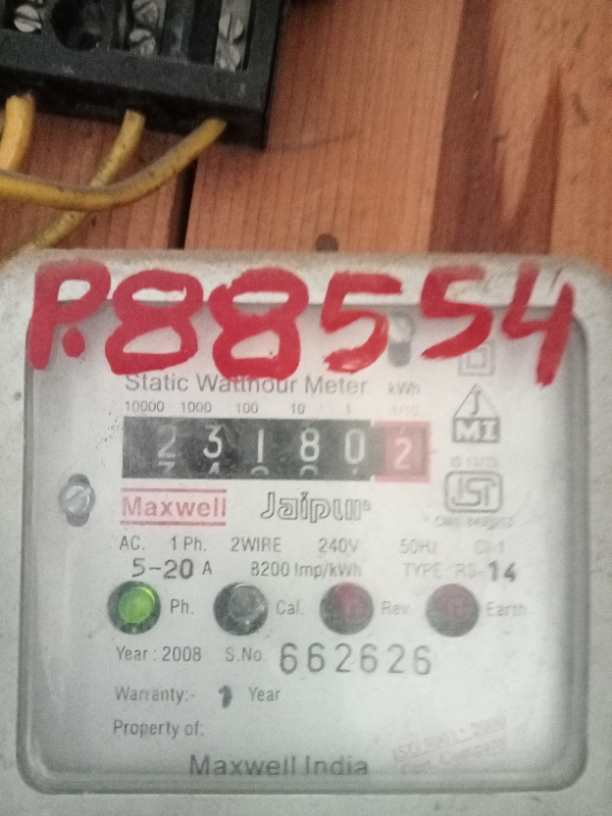 P.88554
Static Watthour Meter kWh
10000 1000 100 10 1 1/10
2 3 1 8 0 2
MI
IS 13779
Maxwell Jaipur
ISI
AC. 1 Ph. 2WIRE 240V 50Hz Cl-1
5-20 A 8200 Imp/kWh TYPE RS-14
Ph. Cal. Rev. Earth
Year : 2008 S.No. 662626
Warranty:- 1 Year
Property of:
Maxwell India